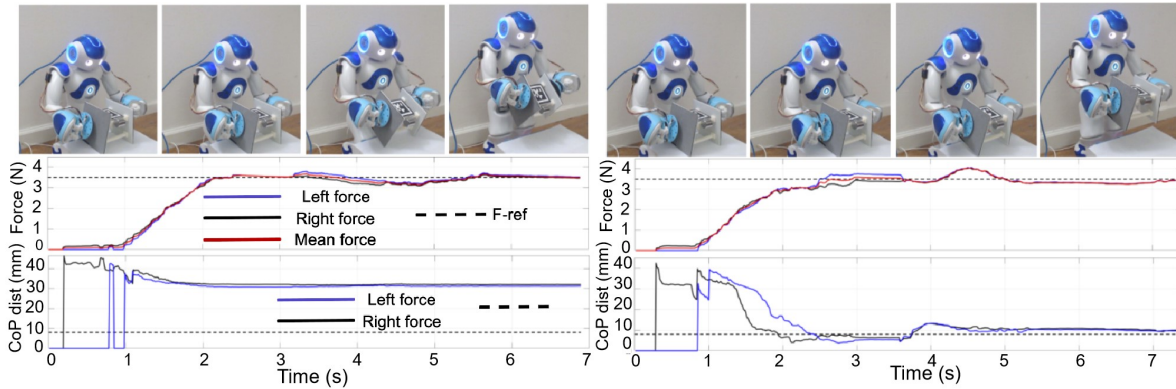 Force (N)
4
3
2
1
0
Left force
Right force
Mean force
F-ref
CoP dist (mm)
40
30
20
10
0
Left force
Right force
0 1 2 3 4 5 6 7
Time (s)
Force (N)
4
3
2
1
0
CoP dist (mm)
40
30
20
10
0
0 1 2 3 4 5 6 7
Time (s)